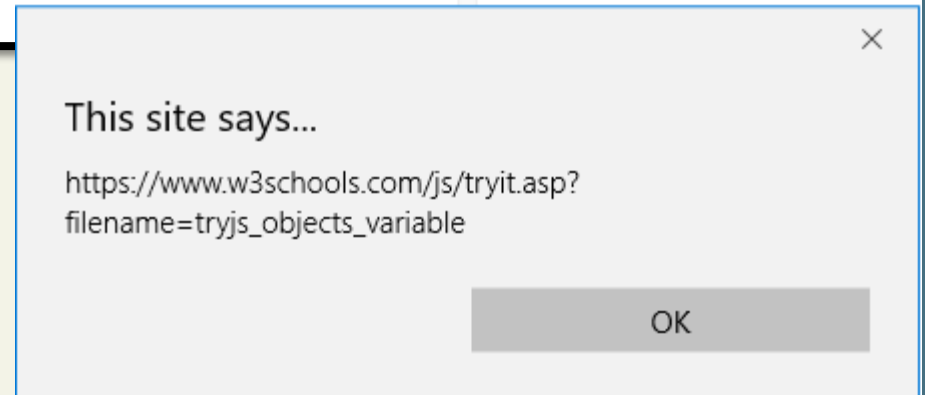 This site says...
https://www.w3schools.com/js/tryit.asp?
filename=tryjs_objects_variable
OK